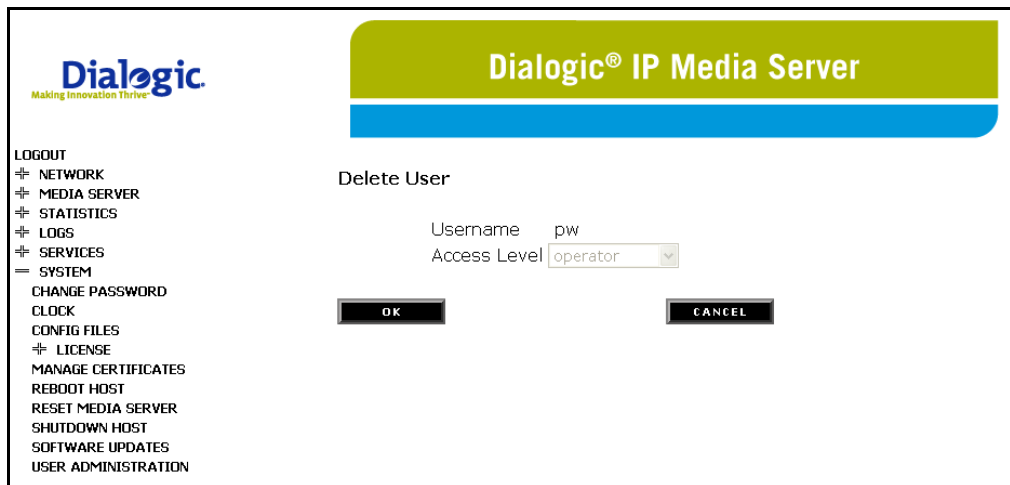 Dialogic.
Making Innovation Thrive™
Dialogic® IP Media Server
LOGOUT
NETWORK
MEDIA SERVER
STATISTICS
LOGS
SERVICES
SYSTEM
CHANGE PASSWORD
CLOCK
CONFIG FILES
LICENSE
MANAGE CERTIFICATES
REBOOT HOST
RESET MEDIA SERVER
SHUTDOWN HOST
SOFTWARE UPDATES
USER ADMINISTRATION
Delete User
Username pw
Access Level operator
OK CANCEL